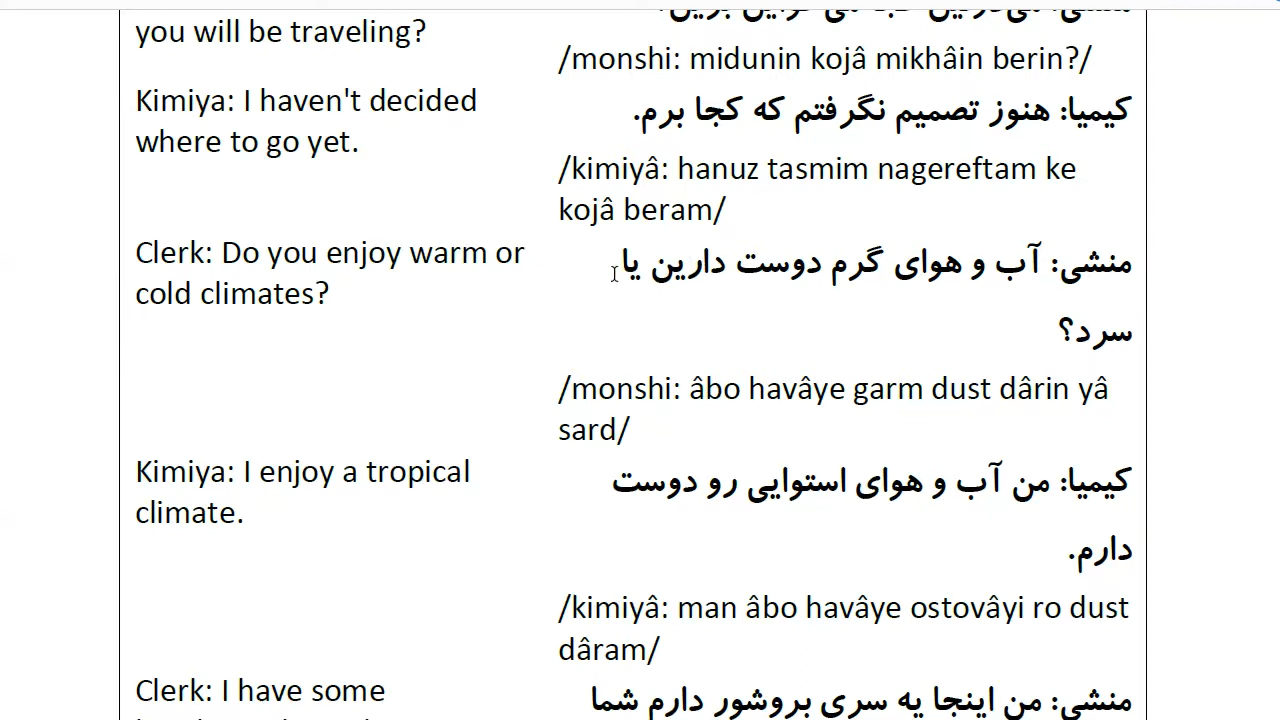 you will be traveling?
/monshi: midunin kojâ mikhâin berin?/
Kimiya: I haven't decided
where to go yet.
کیمیا: هنوز تصمیم نگرفتم که کجا برم.
/kimiyâ: hanuz tasmim nagereftam ke
kojâ beram/
Clerk: Do you enjoy warm or
cold climates?
منشی: آب و هوای گرم دوست دارین یا
سرد؟
/monshi: âbo havâye garm dust dârin yâ
sard/
Kimiya: I enjoy a tropical
climate.
کیمیا: من آب و هوای استوایی رو دوست
دارم.
/kimiyâ: man âbo havâye ostovâyi ro dust
dâram/
Clerk: I have some
منشی: من اینجا یه سری بروشور دارم شما